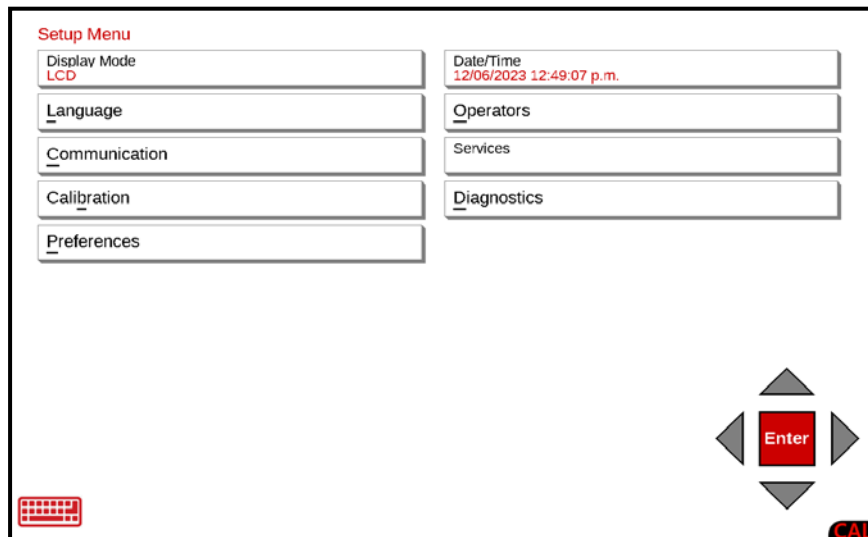 Setup Menu
Display Mode
LCD
Date/Time
12/06/2023 12:49:07 p.m.
Language
Operators
Communication
Services
Calibration
Diagnostics
Preferences
Enter